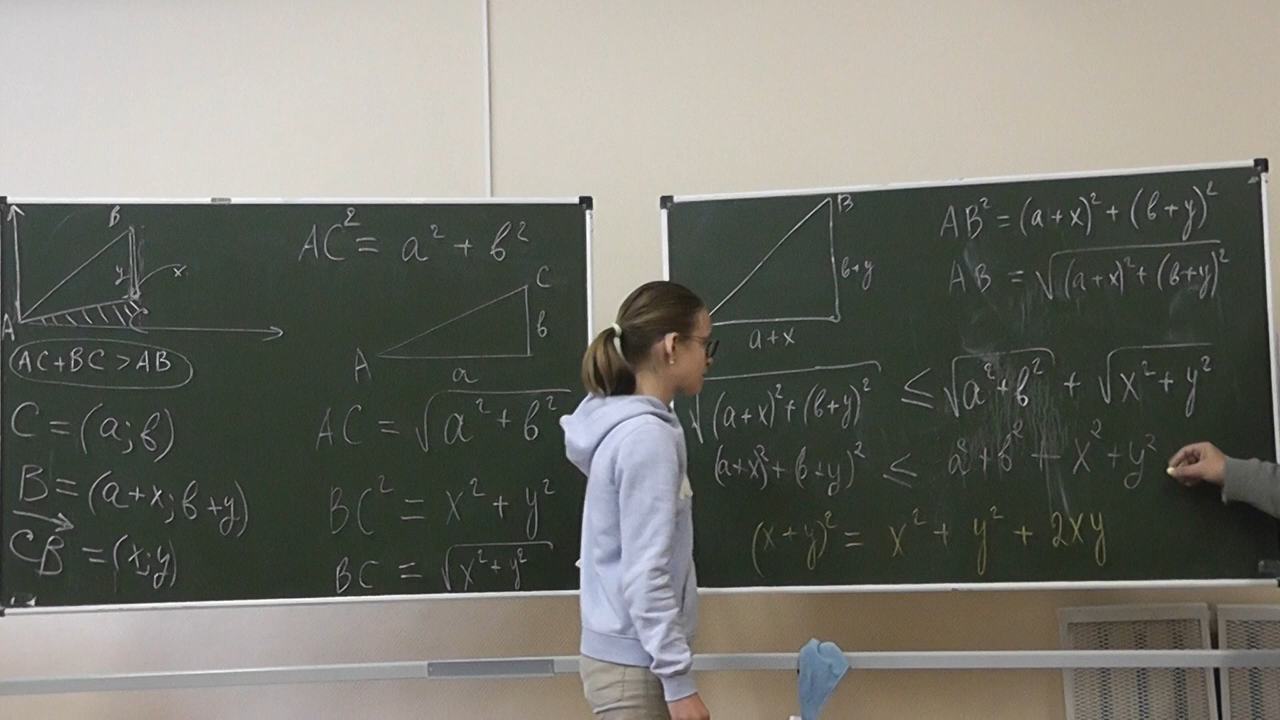 B
y
x
A
C
AC+BC > AB
C = (a; b)
B = (a+x; b+y)
CB = (x; y)
AC² = a² + b²
C
b
A
a
AC = √(a² + b²)
BC² = x² + y²
BC = √(x² + y²)
B
b+y
a+x
AB² = (a+x)² + (b+y)²
AB = √((a+x)² + (b+y)²)
√((a+x)² + (b+y)²) ≤ √(a² + b²) + √(x² + y²)
(a+x)² + (b+y)² ≤ a² + b² + x² + y²
(x+y)² = x² + y² + 2xy